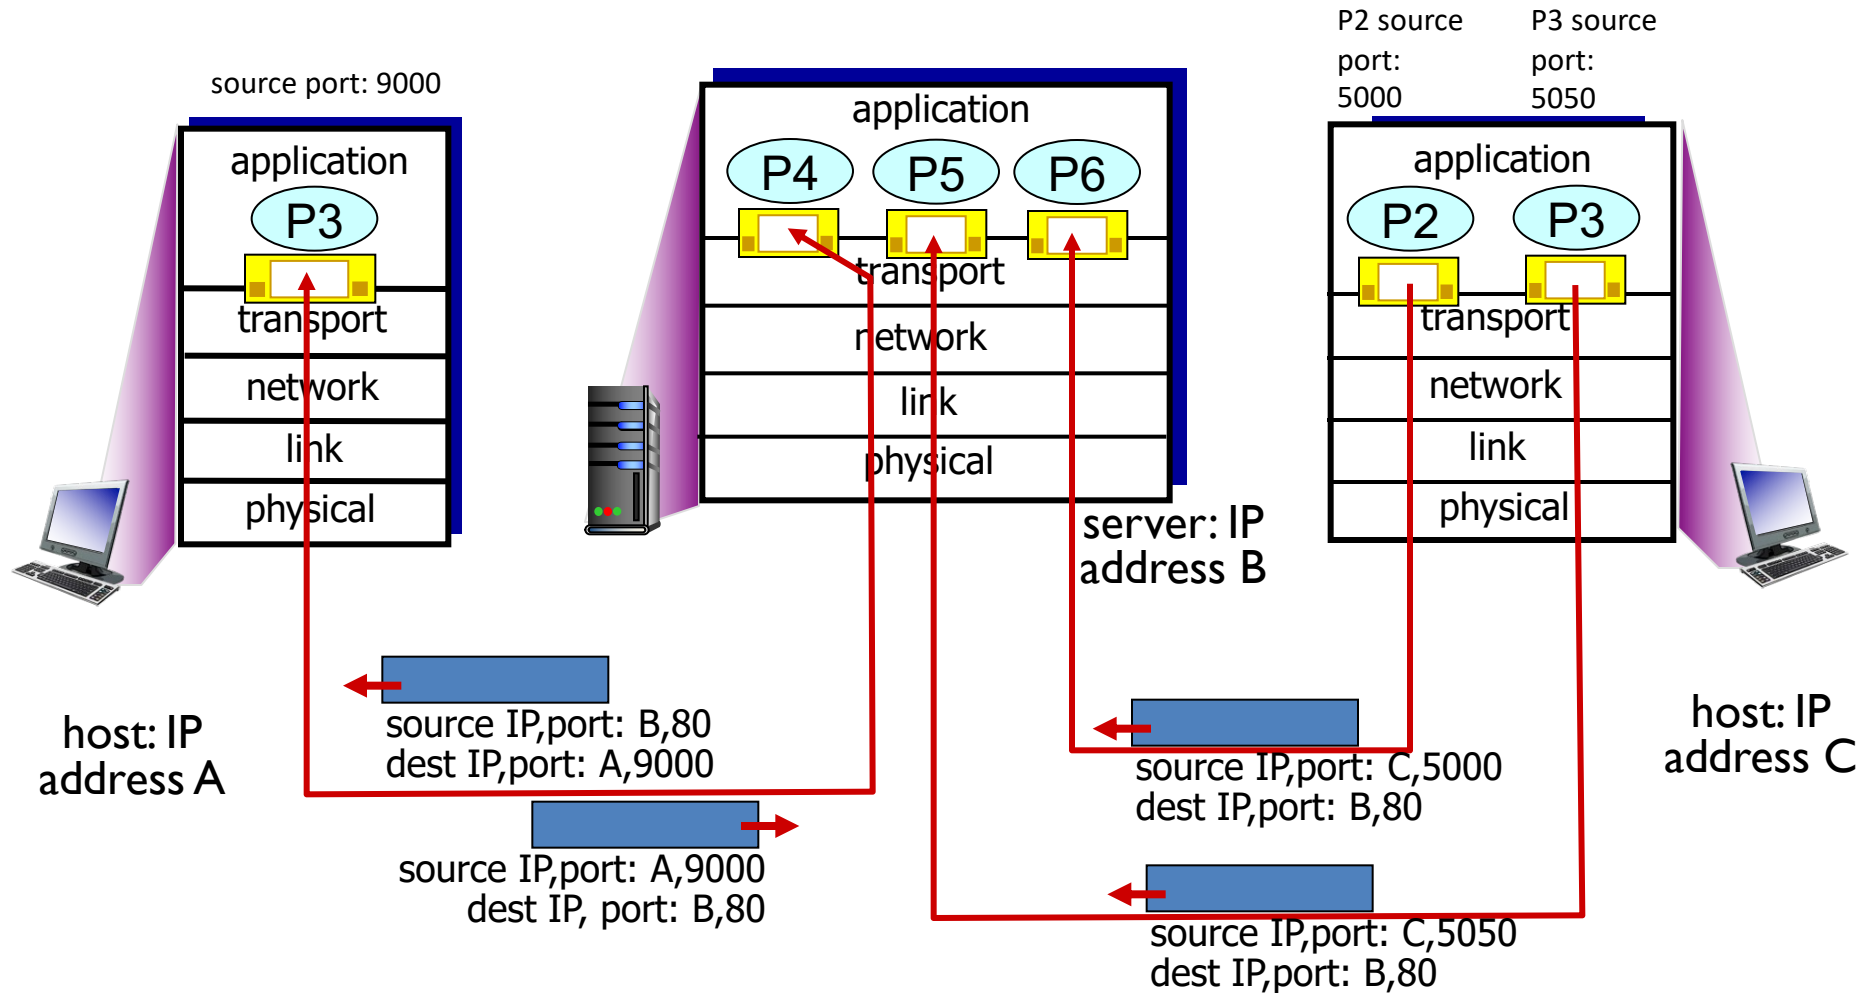 source port: 9000
application
P3
transport
network
link
physical
host: IP
address A
application
P4 P5 P6
transport
network
link
physical
server: IP
address B
P2 source
port:
5000
P3 source
port:
5050
application
P2 P3
transport
network
link
physical
host: IP
address C
source IP,port: B,80
dest IP,port: A,9000
source IP,port: A,9000
dest IP, port: B,80
source IP,port: C,5000
dest IP,port: B,80
source IP,port: C,5050
dest IP,port: B,80